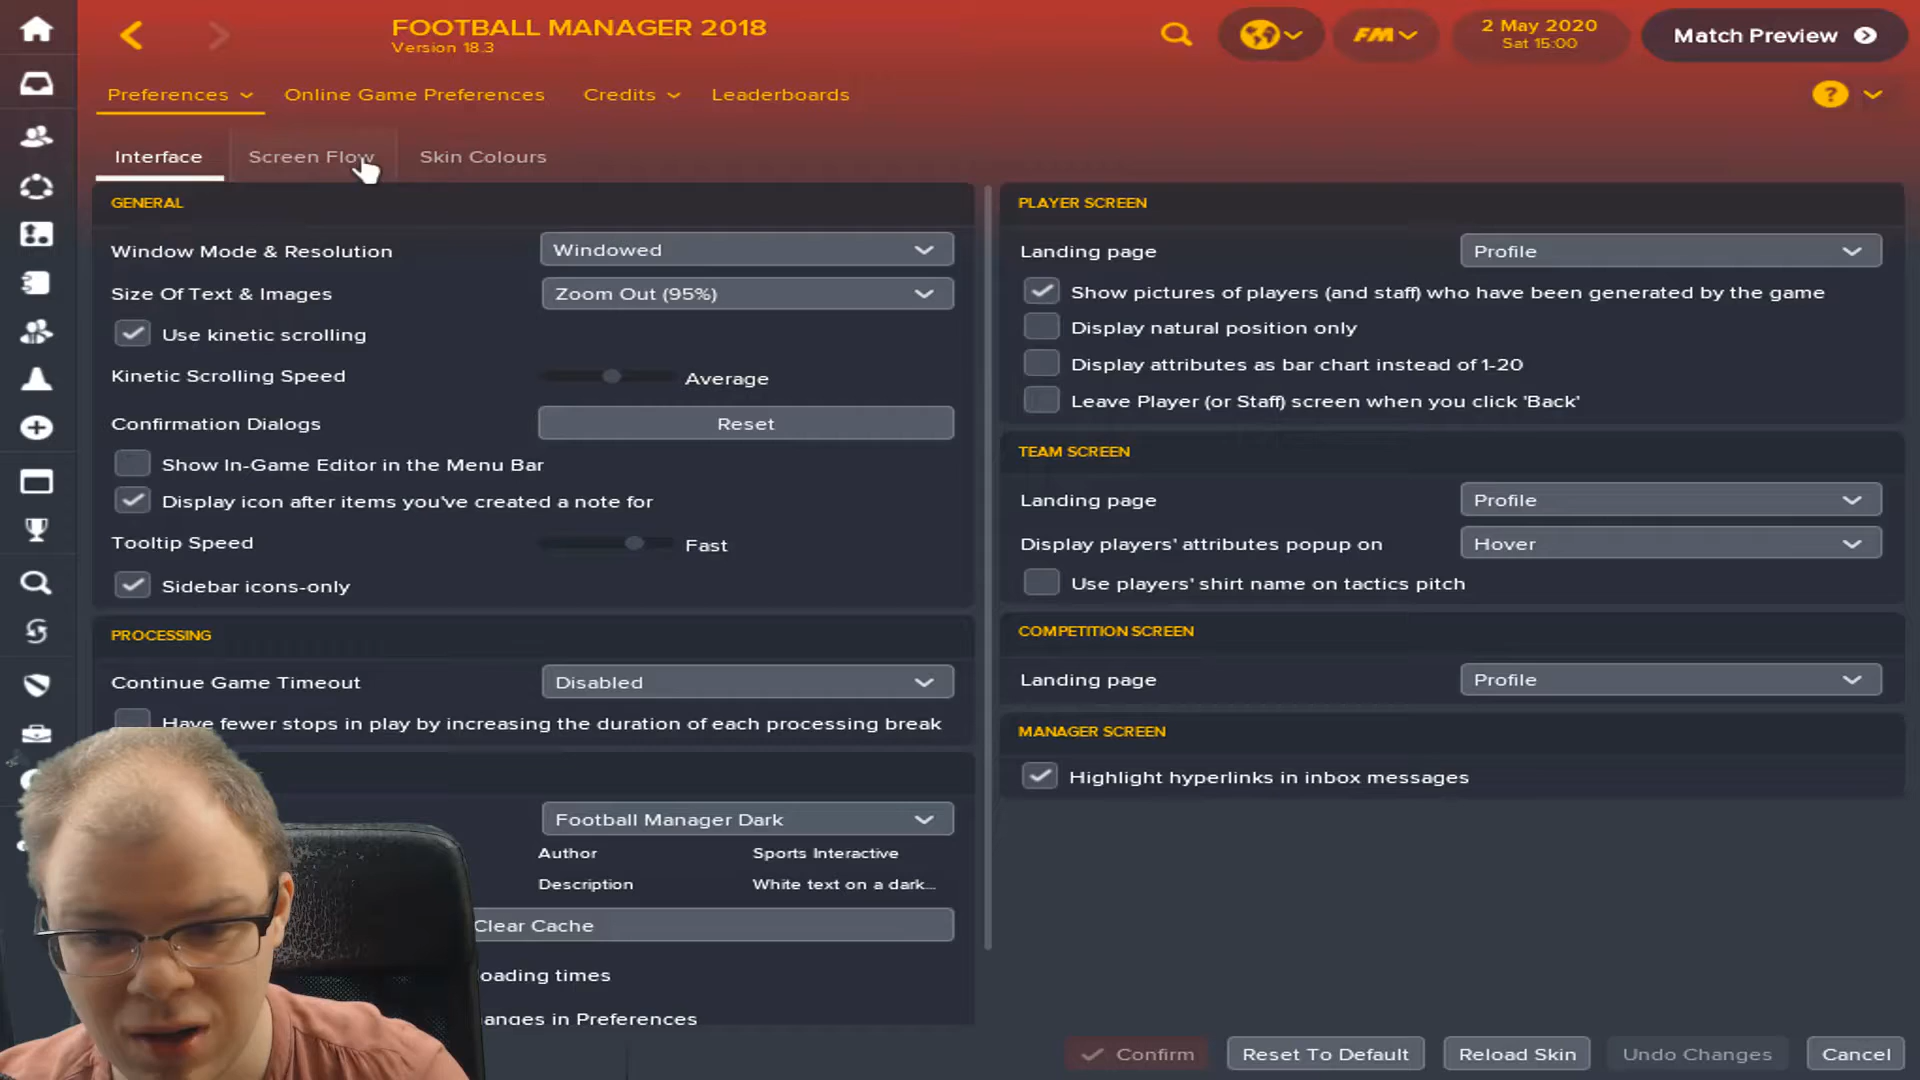 FOOTBALL MANAGER 2018
Version 18.3
FM
2 May 2020
Sat 15:00
Match Preview
Preferences
Online Game Preferences
Credits
Leaderboards
?
Interface
Screen Flow
Skin Colours
GENERAL
Window Mode & Resolution
Windowed
Size Of Text & Images
Zoom Out (95%)
Use kinetic scrolling
Kinetic Scrolling Speed
Average
Confirmation Dialogs
Reset
Show In-Game Editor in the Menu Bar
Display icon after items you've created a note for
Tooltip Speed
Fast
Sidebar icons-only
PROCESSING
Continue Game Timeout
Disabled
Have fewer stops in play by increasing the duration of each processing break
Football Manager Dark
Author
Sports Interactive
Description
White text on a dark...
Clear Cache
oading times
anges in Preferences
PLAYER SCREEN
Landing page
Profile
Show pictures of players (and staff) who have been generated by the game
Display natural position only
Display attributes as bar chart instead of 1-20
Leave Player (or Staff) screen when you click 'Back'
TEAM SCREEN
Landing page
Profile
Display players' attributes popup on
Hover
Use players' shirt name on tactics pitch
COMPETITION SCREEN
Landing page
Profile
MANAGER SCREEN
Highlight hyperlinks in inbox messages
Confirm
Reset To Default
Reload Skin
Undo Changes
Cancel